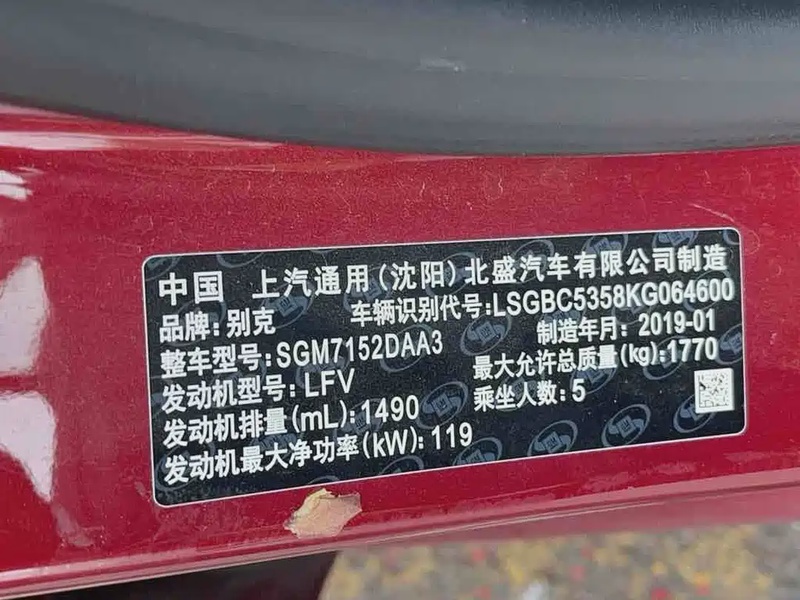 中国 上汽通用(沈阳)北盛汽车有限公司制造
品牌:别克 车辆识别代号:LSGBC5358KG064600
整车型号:SGM7152DAA3 制造年月:2019-01
发动机型号:LFV 最大允许总质量(kg):1770
发动机排量(mL):1490 乘坐人数:5
发动机最大净功率(kW):119